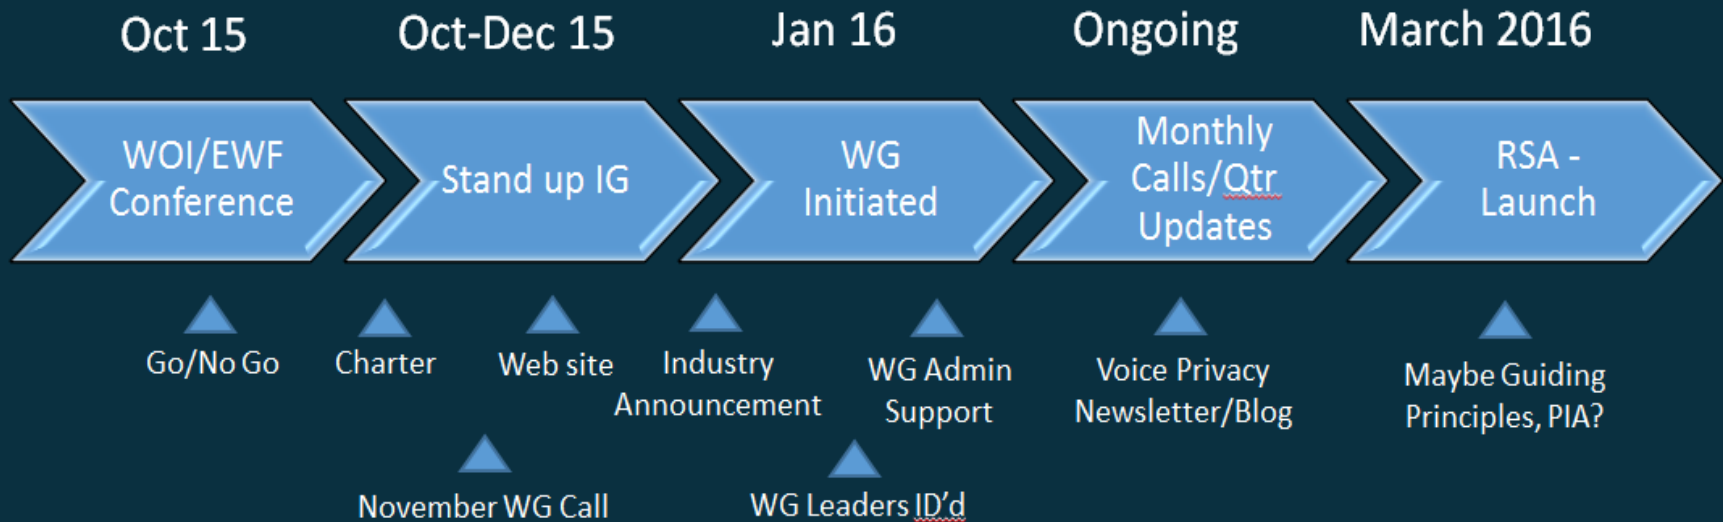 Oct 15
Oct-Dec 15
Jan 16
Ongoing
March 2016
WOI/EWF
Conference
Stand up IG
WG
Initiated
Monthly
Calls/Qtr
Updates
RSA -
Launch
Go/No Go
Charter
Web site
Industry
Announcement
WG Admin
Support
Voice Privacy
Newsletter/Blog
Maybe Guiding
Principles, PIA?
November WG Call
WG Leaders ID’d